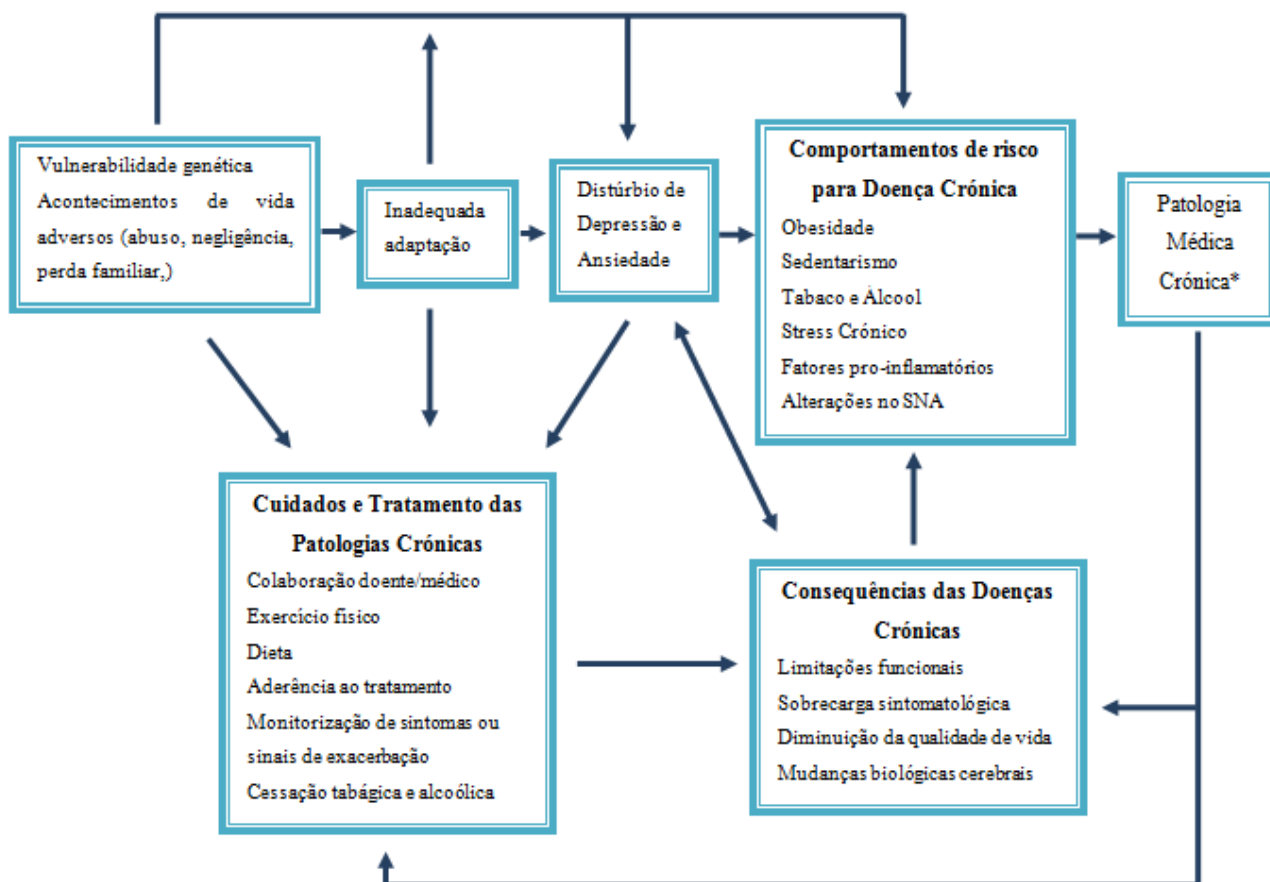 Vulnerabilidade genética
Acontecimentos de vida
adversos (abuso, negligência,
perda familiar,)
Inadequada
adaptação
Distúrbio de
Depressão e
Ansiedade
Comportamentos de risco
para Doença Crónica
Obesidade
Sedentarismo
Tabaco e Álcool
Stress Crónico
Fatores pro-inflamatórios
Alterações no SNA
Patologia
Médica
Crónica*
Cuidados e Tratamento das
Patologias Crónicas
Colaboração doente/médico
Exercício físico
Dieta
Aderência ao tratamento
Monitorização de sintomas ou
sinais de exacerbação
Cessação tabágica e alcoólica
Consequências das Doenças
Crónicas
Limitações funcionais
Sobrecarga sintomatológica
Diminuição da qualidade de vida
Mudanças biológicas cerebrais